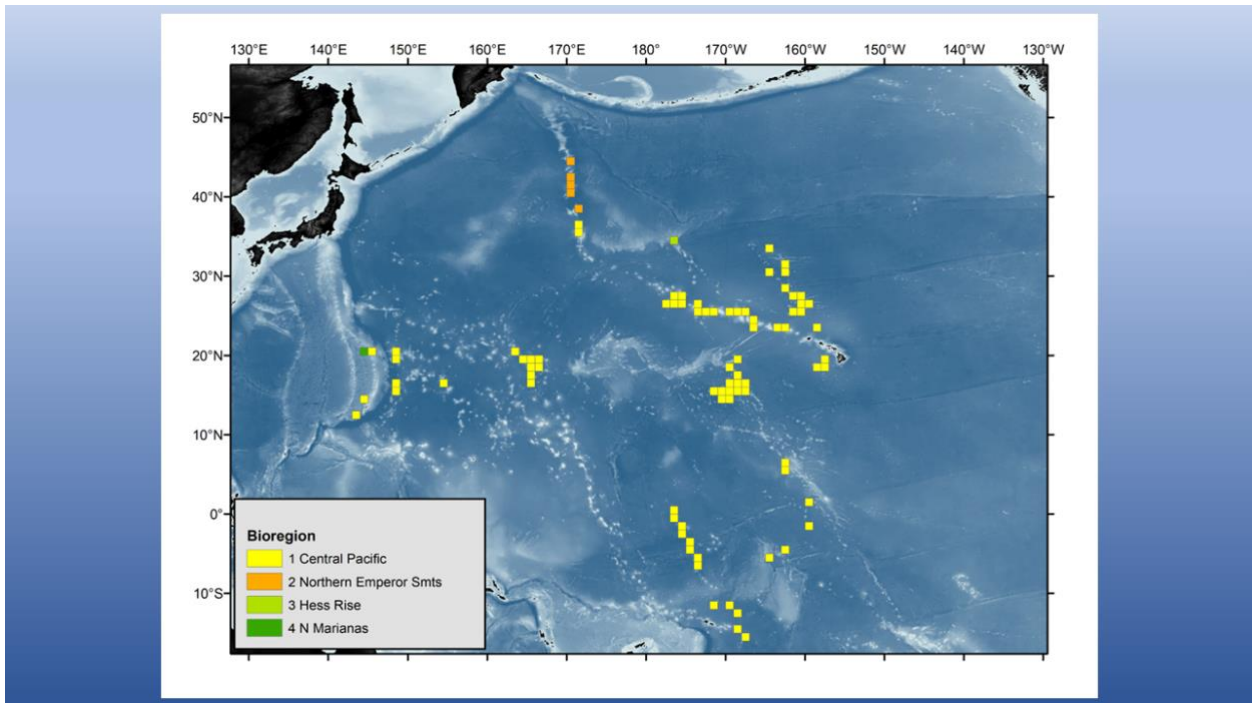 130°E 140°E 150°E 160°E 170°E 180° 170°W 160°W 150°W 140°W 130°W
50°N
40°N
30°N
20°N
10°N
0°
10°S
Bioregion
1 Central Pacific
2 Northern Emperor Smts
3 Hess Rise
4 N Marianas